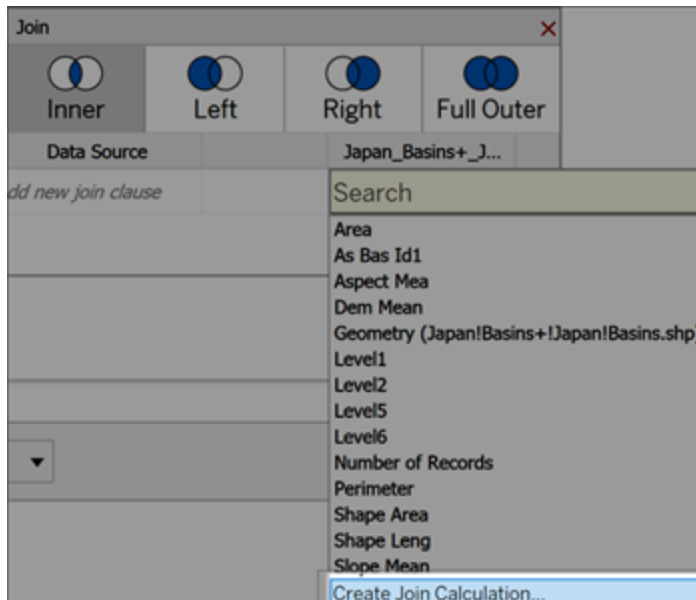 Join
Inner Left Right Full Outer
Data Source Japan_Basins+_J...
dd new join clause
Search
Area
As Bas Id1
Aspect Mea
Dem Mean
Geometry (Japan!Basins+!Japan!Basins.shp)
Level1
Level2
Level5
Level6
Number of Records
Perimeter
Shape Area
Shape Leng
Slope Mean
Create Join Calculation...